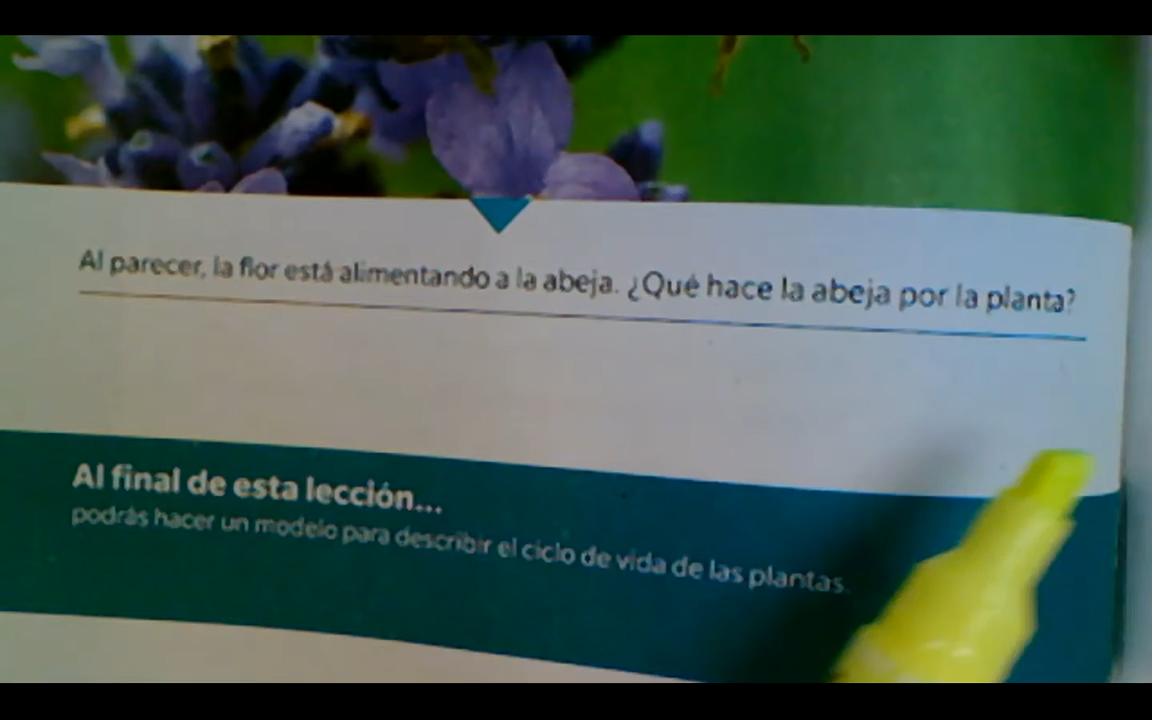 Al parecer, la flor está alimentando a la abeja. ¿Qué hace la abeja por la planta?
Al final de esta lección...
podrás hacer un modelo para describir el ciclo de vida de las plantas.